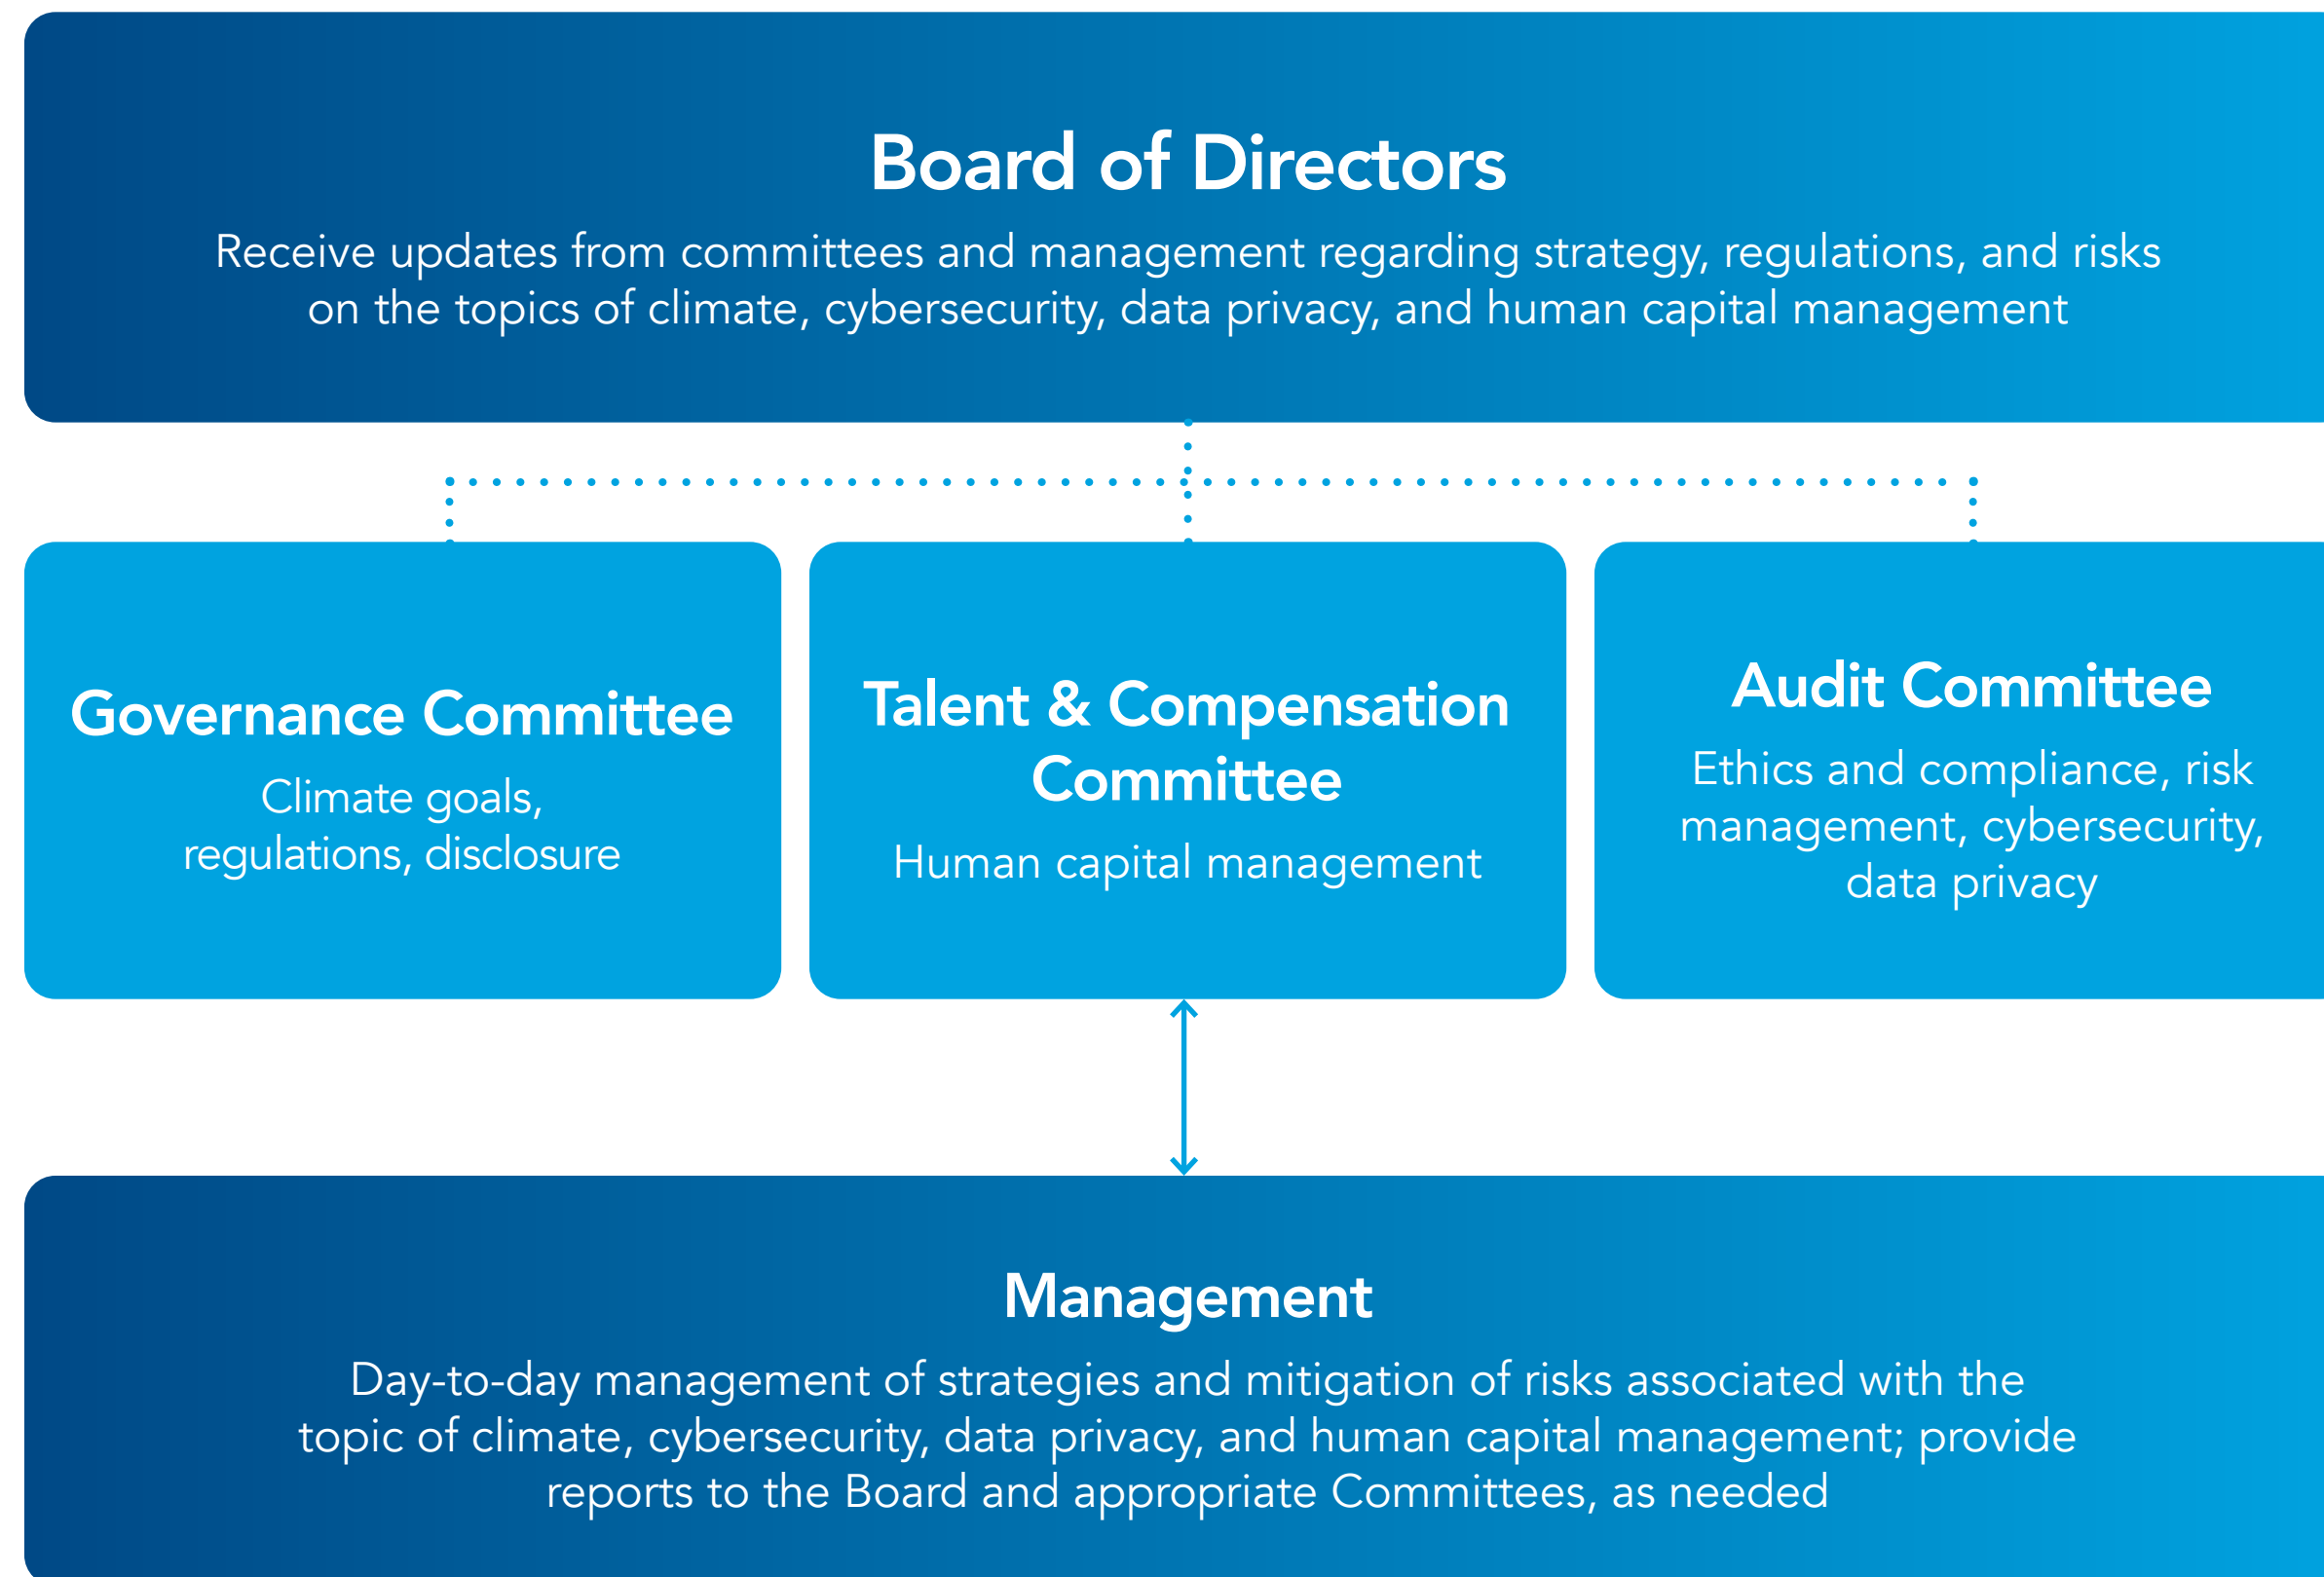 Board of Directors
Receive updates from committees and management regarding strategy, regulations, and risks
on the topics of climate, cybersecurity, data privacy, and human capital management
Governance Committee
Climate goals,
regulations, disclosure
Talent & Compensation
Committee
Human capital management
Audit Committee
Ethics and compliance, risk
management, cybersecurity,
data privacy
Management
Day-to-day management of strategies and mitigation of risks associated with the
topic of climate, cybersecurity, data privacy, and human capital management; provide
reports to the Board and appropriate Committees, as needed